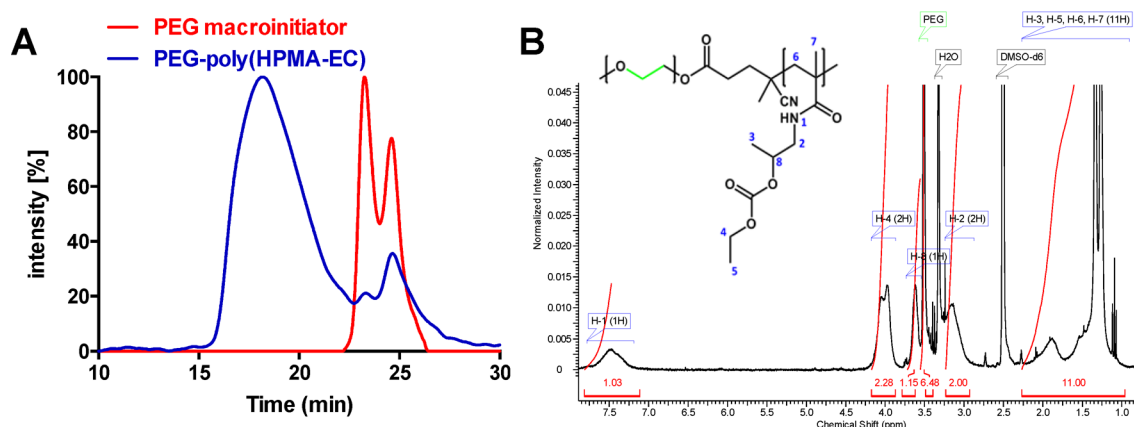 A
PEG macroinitiator
PEG-poly(HPMA-EC)
intensity [%]
100
80
60
40
20
0
10 15 20 25 30
Time (min)
B
PEG
H-3, H-5, H-6, H-7 (11H)
H2O
DMSO-d6
7
6
O
O
O
CN
HN
1
O
3
2
8
O
O
O
4
5
H-4 (2H)
H-2 (2H)
H-8 (1H)
H-1 (1H)
Normalized Intensity
0.045
0.040
0.035
0.030
0.025
0.020
0.015
0.010
0.005
0
1.03 2.28 1.15 6.48 2.00 11.00
7.5 7.0 6.5 6.0 5.5 5.0 4.5 4.0 3.5 3.0 2.5 2.0 1.5 1.0
Chemical Shift (ppm)